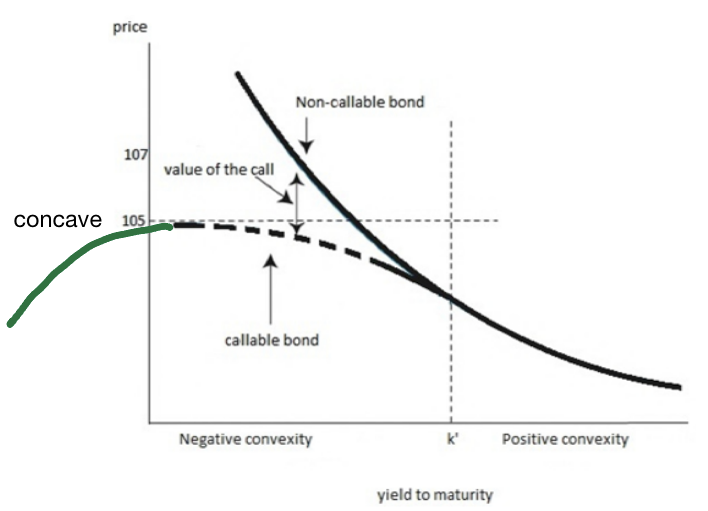 price
Non-callable bond
107
value of the call
concave
105
callable bond
Negative convexity
k'
Positive convexity
yield to maturity